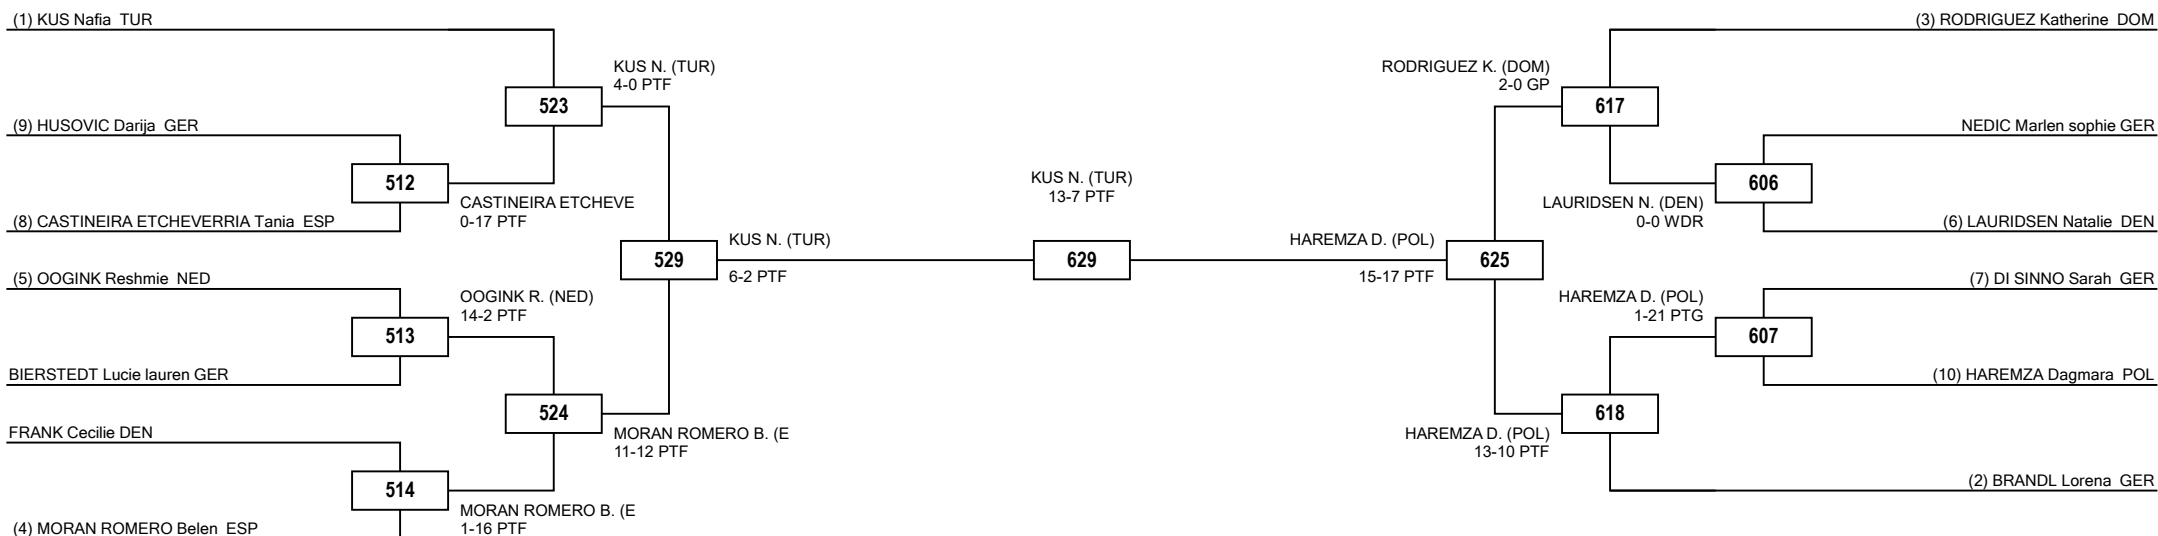 (1) KUS Nafia TUR
(3) RODRIGUEZ Katherine DOM
KUS N. (TUR)
4-0 PTF
RODRIGUEZ K. (DOM)
2-0 GP
523
617
(9) HUSOVIC Darija GER
NEDIC Marlen sophie GER
512
KUS N. (TUR)
13-7 PTF
606
CASTINEIRA ETCHEVE
0-17 PTF
LAURIDSEN N. (DEN)
0-0 WDR
(8) CASTINEIRA ETCHEVERRIA Tania ESP
(6) LAURIDSEN Natalie DEN
529
KUS N. (TUR)
6-2 PTF
629
HAREMZA D. (POL)
15-17 PTF
625
(5) OOGINK Reshmie NED
(7) DI SINNO Sarah GER
OOGINK R. (NED)
14-2 PTF
HAREMZA D. (POL)
1-21 PTG
513
607
BIERSTEDT Lucie lauren GER
(10) HAREMZA Dagmara POL
524
618
FRANK Cecilie DEN
MORAN ROMERO B. (E
11-12 PTF
HAREMZA D. (POL)
13-10 PTF
514
(2) BRANDL Lorena GER
MORAN ROMERO B. (E
1-16 PTF
(4) MORAN ROMERO Belen ESP